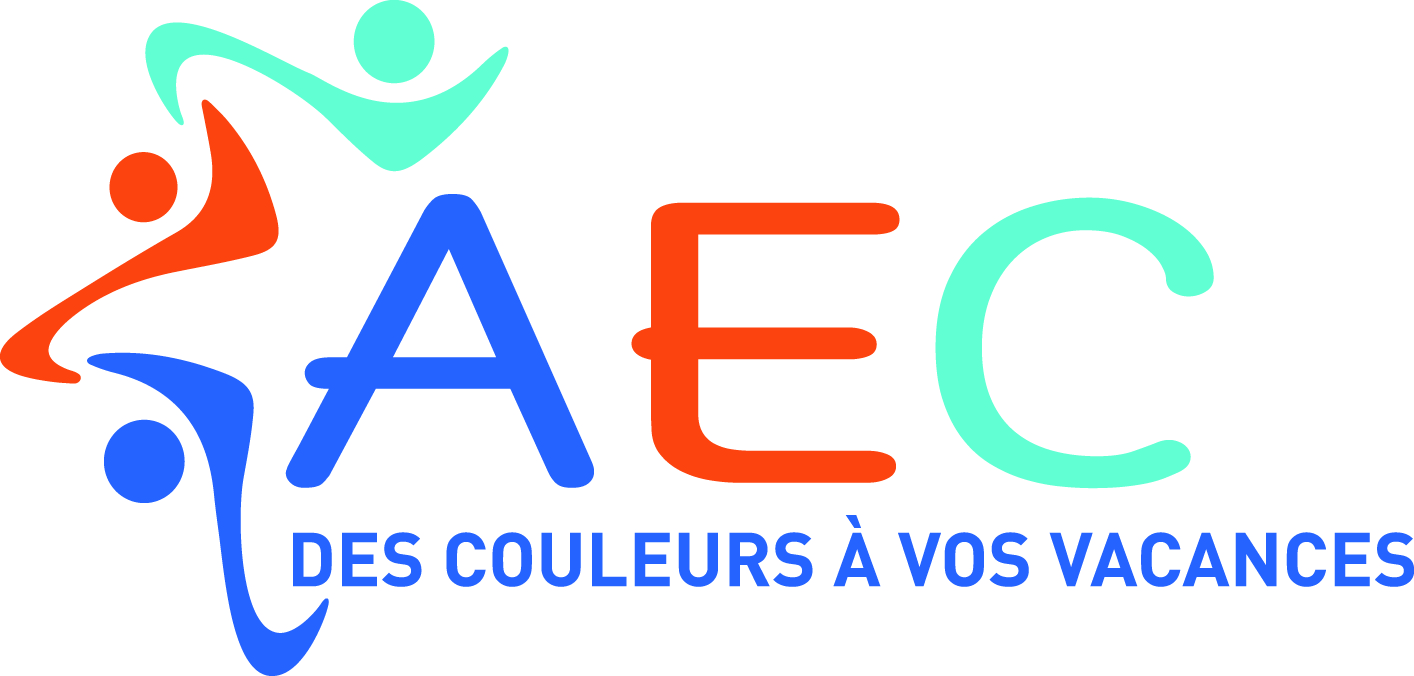 AEC
DES COULEURS À VOS VACANCES